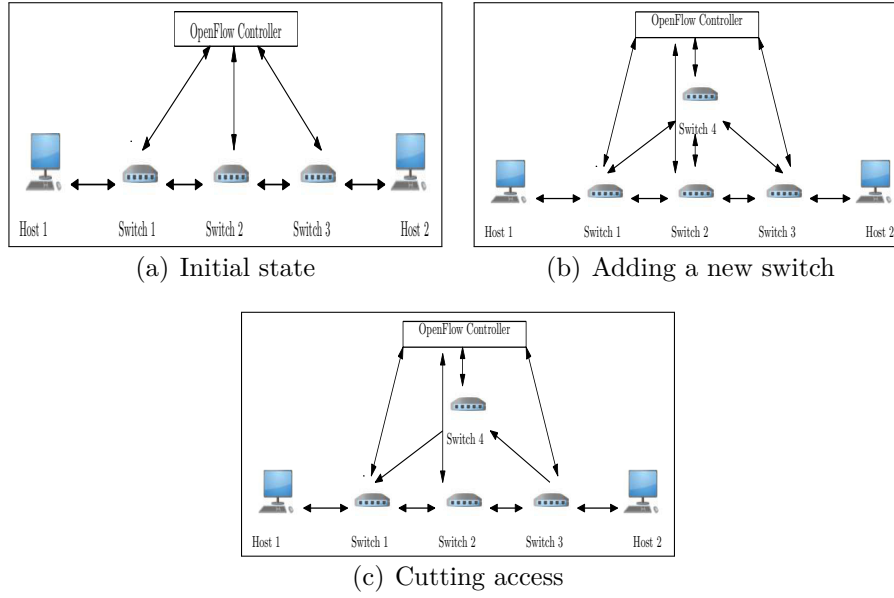 OpenFlow Controller
Host 1 Switch 1 Switch 2 Switch 3 Host 2
(a) Initial state
OpenFlow Controller
Switch 4
Host 1 Switch 1 Switch 2 Switch 3 Host 2
(b) Adding a new switch
OpenFlow Controller
Switch 4
Host 1 Switch 1 Switch 2 Switch 3 Host 2
(c) Cutting access